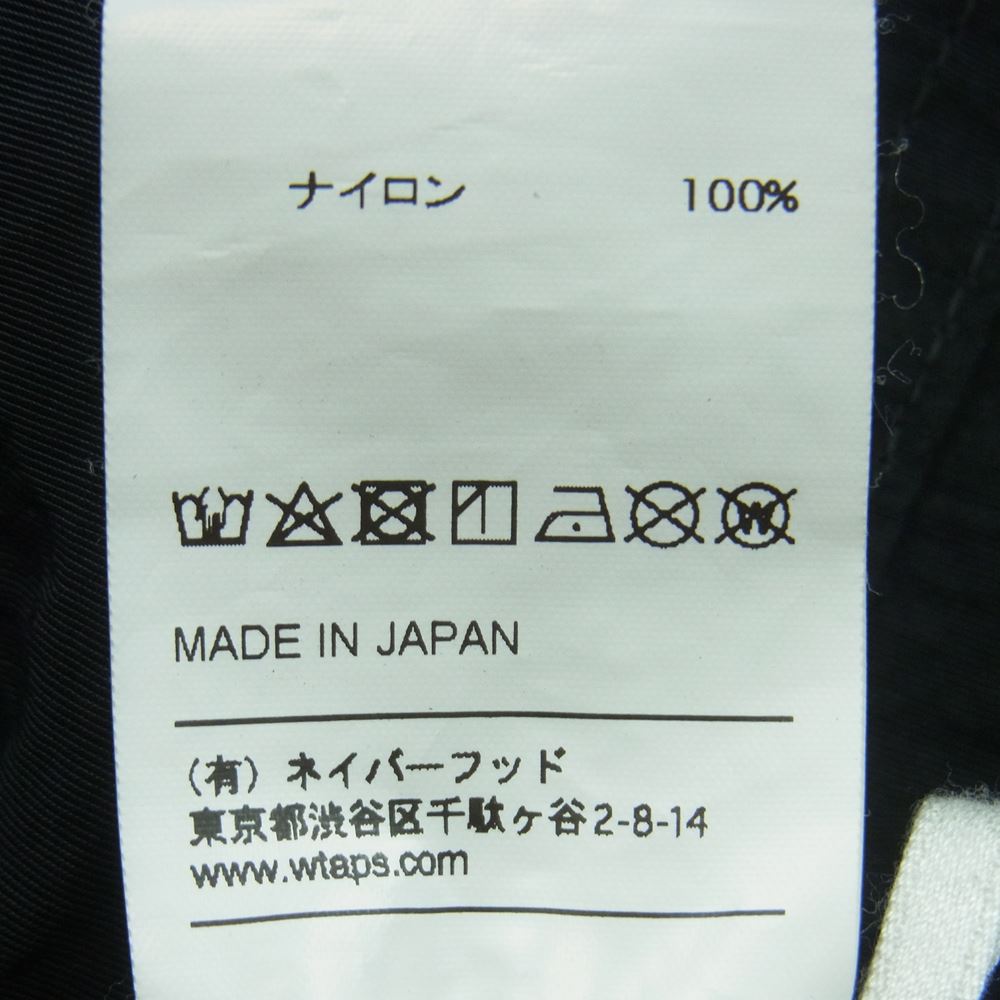 ナイロン 100%
MADE IN JAPAN
(有) ネイバーフッド
東京都渋谷区千駄ヶ谷2-8-14
www.wtaps.com